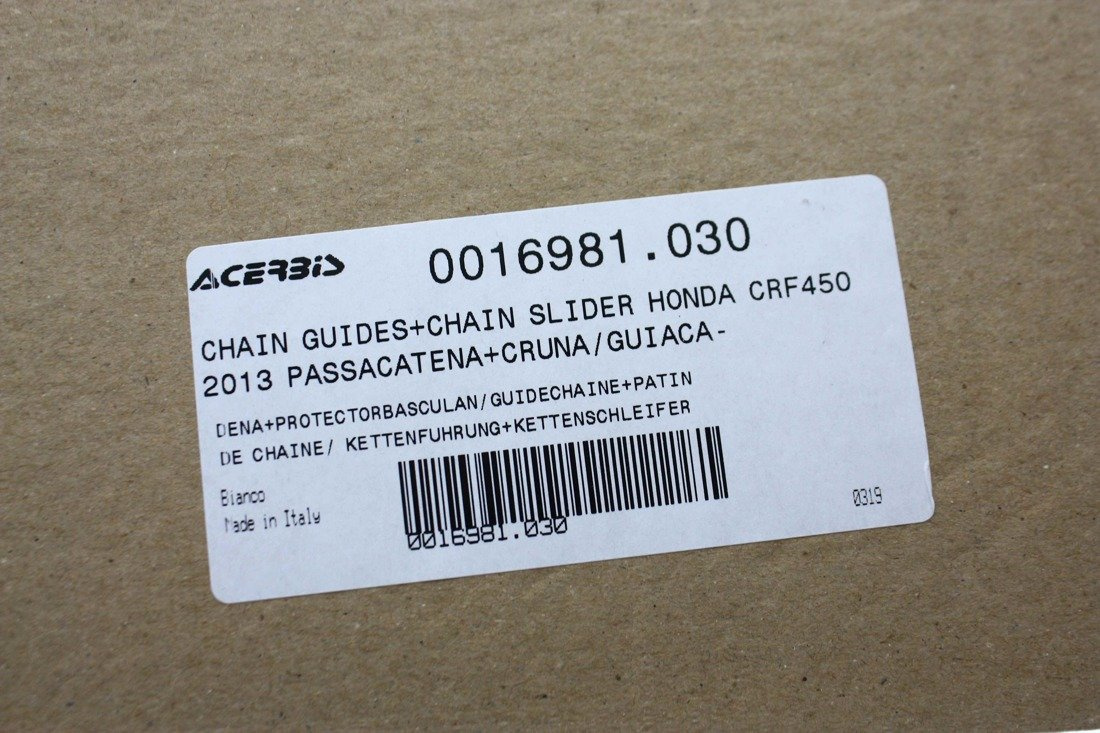 ACERBIS 0016981.030
CHAIN GUIDES+CHAIN SLIDER HONDA CRF450
2013 PASSACATENA+CRUNA/GUIACA-
DENA+PROTECTORBASCULAN/GUIDECHAINE+PATIN
DE CHAINE/ KETTENFUHRUNG+KETTENSCHLEIFER
Bianco
Made in Italy
0016981.030
0319